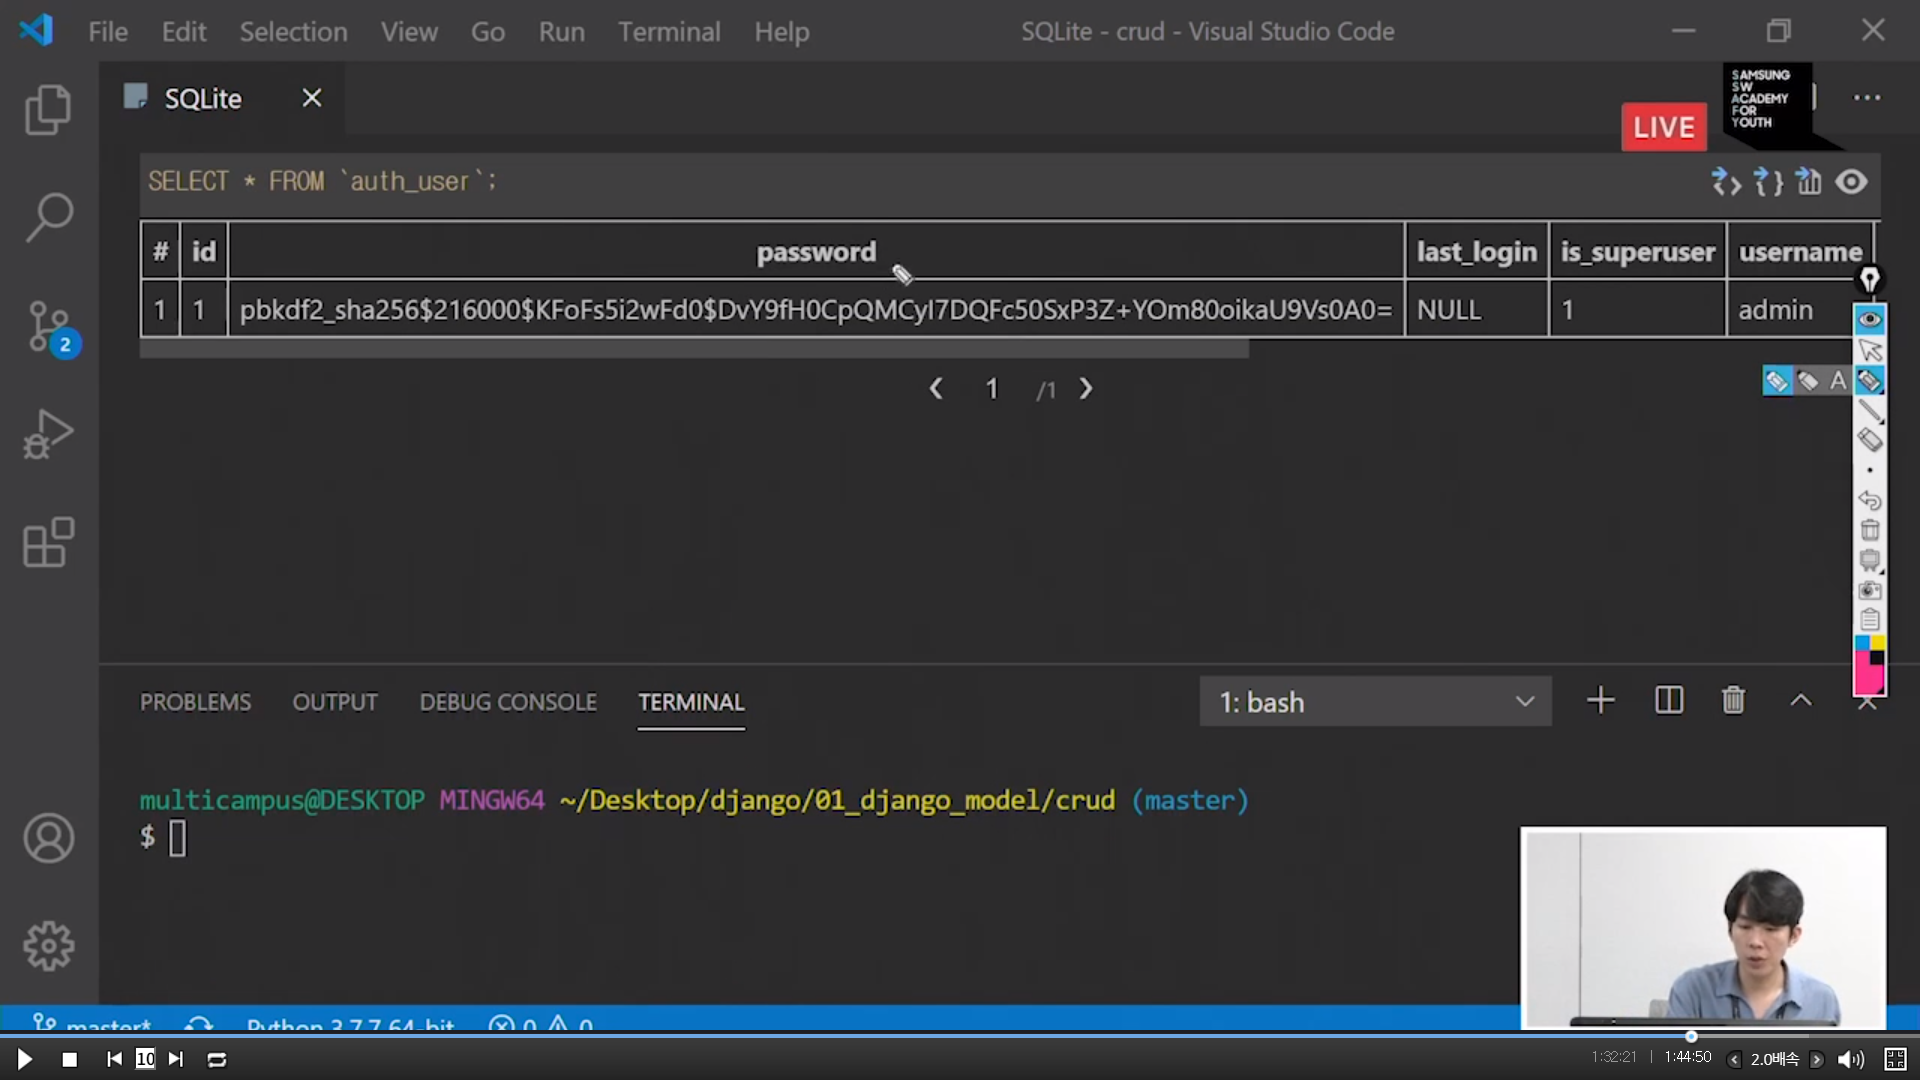 File Edit Selection View Go Run Terminal Help SQLite - crud - Visual Studio Code
SQLite
SAMSUNG
SW
ACADEMY
FOR
YOUTH
LIVE
SELECT * FROM `auth_user`;
# id password last_login is_superuser username
1 1 pbkdf2_sha256$216000$KFoFs5i2wFd0$DvY9fH0CpQMCyI7DQFc50SxP3Z+YOm80oikaU9Vs0A0= NULL 1 admin
1 /1
A
2
PROBLEMS OUTPUT DEBUG CONSOLE TERMINAL 1: bash
multicampus@DESKTOP MINGW64 ~/Desktop/django/01_django_model/crud (master)
$
master* Python 3.7.7 64-bit 0 0
10 1:32:21 | 1:44:50 2.0배속